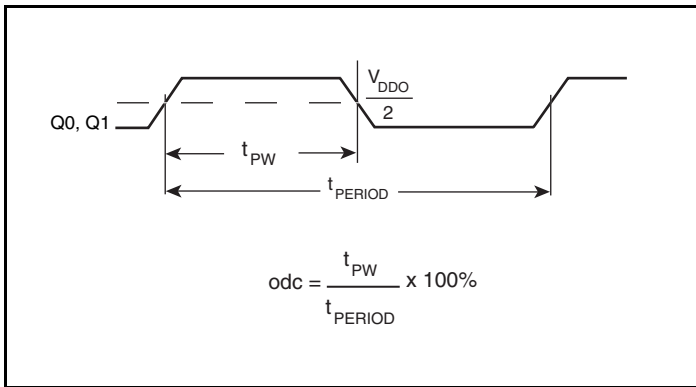 V_DDO
2
Q0, Q1
t_PW
t_PERIOD
odc = t_PW / t_PERIOD x 100%